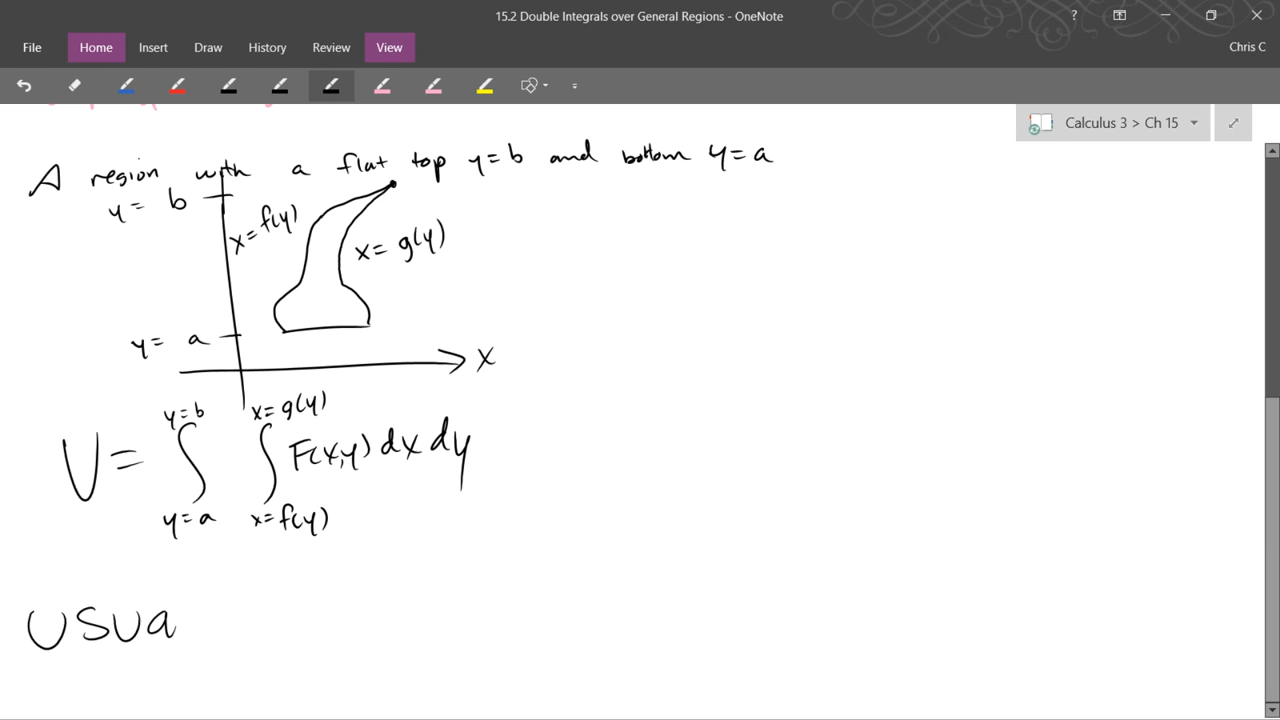 15.2 Double Integrals over General Regions - OneNote
?
File Home Insert Draw History Review View Chris C
Calculus 3 > Ch 15
A region with a flat top y=b and bottom y=a
y= b
x=f(y)
x= g(y)
y= a
x
y=b x=g(y)
V= ∫ ∫ F(x,y) dx dy
y=a x=f(y)
USUa